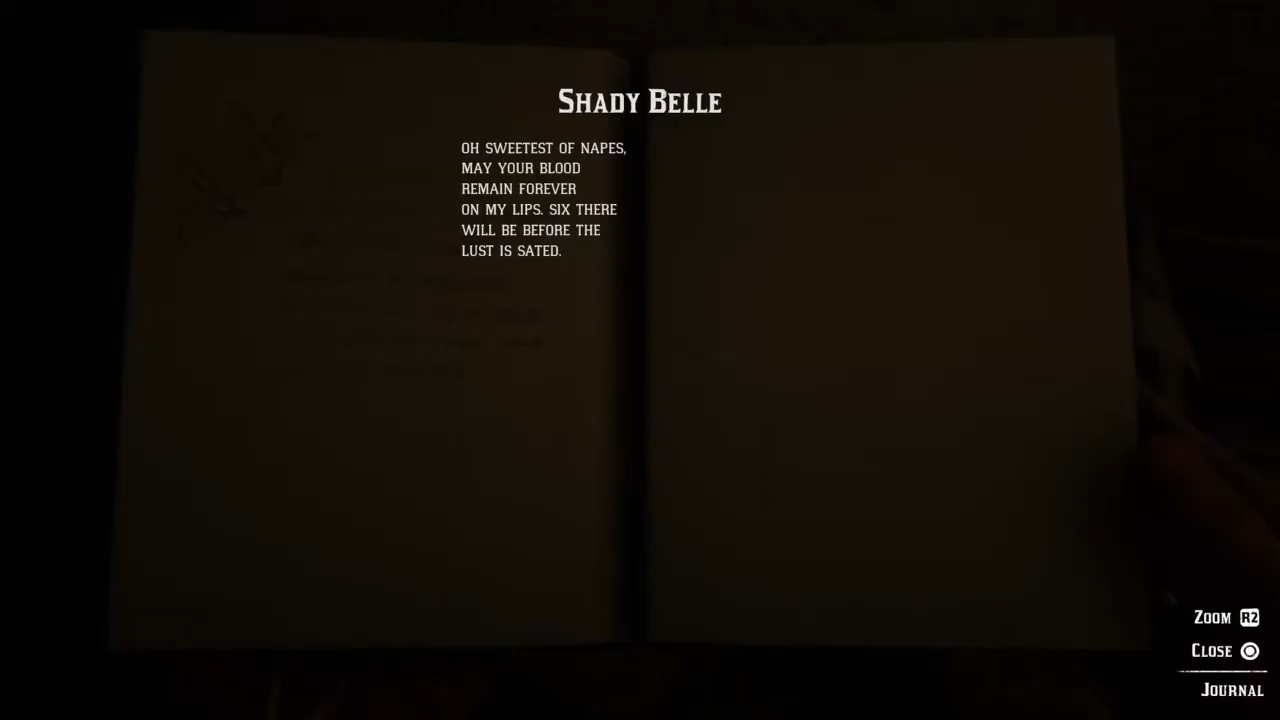 SHADY BELLE
OH SWEETEST OF NAPES,
MAY YOUR BLOOD
REMAIN FOREVER
ON MY LIPS. SIX THERE
WILL BE BEFORE THE
LUST IS SATED.
ZOOM R2
CLOSE
JOURNAL